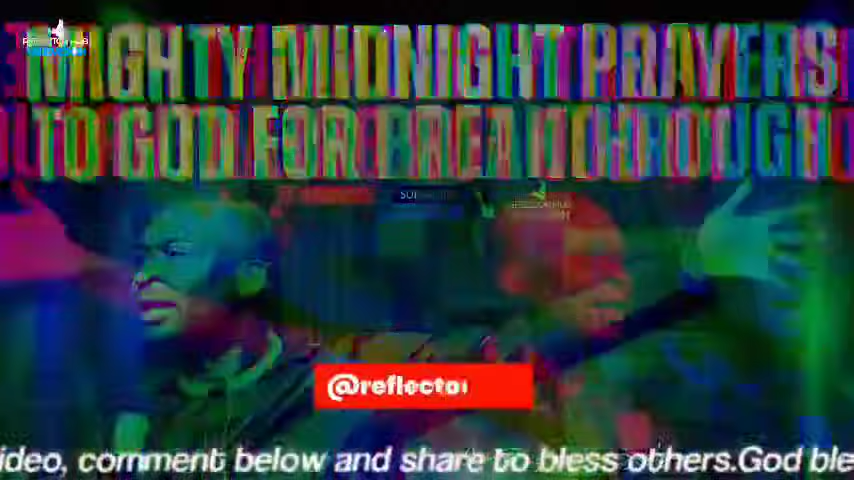 MIGHTY MIDNIGHT PRAYERS
TO GOD FOR BREAKTHROUGH
@reflector
ideo, comment below and share to bless others.God ble